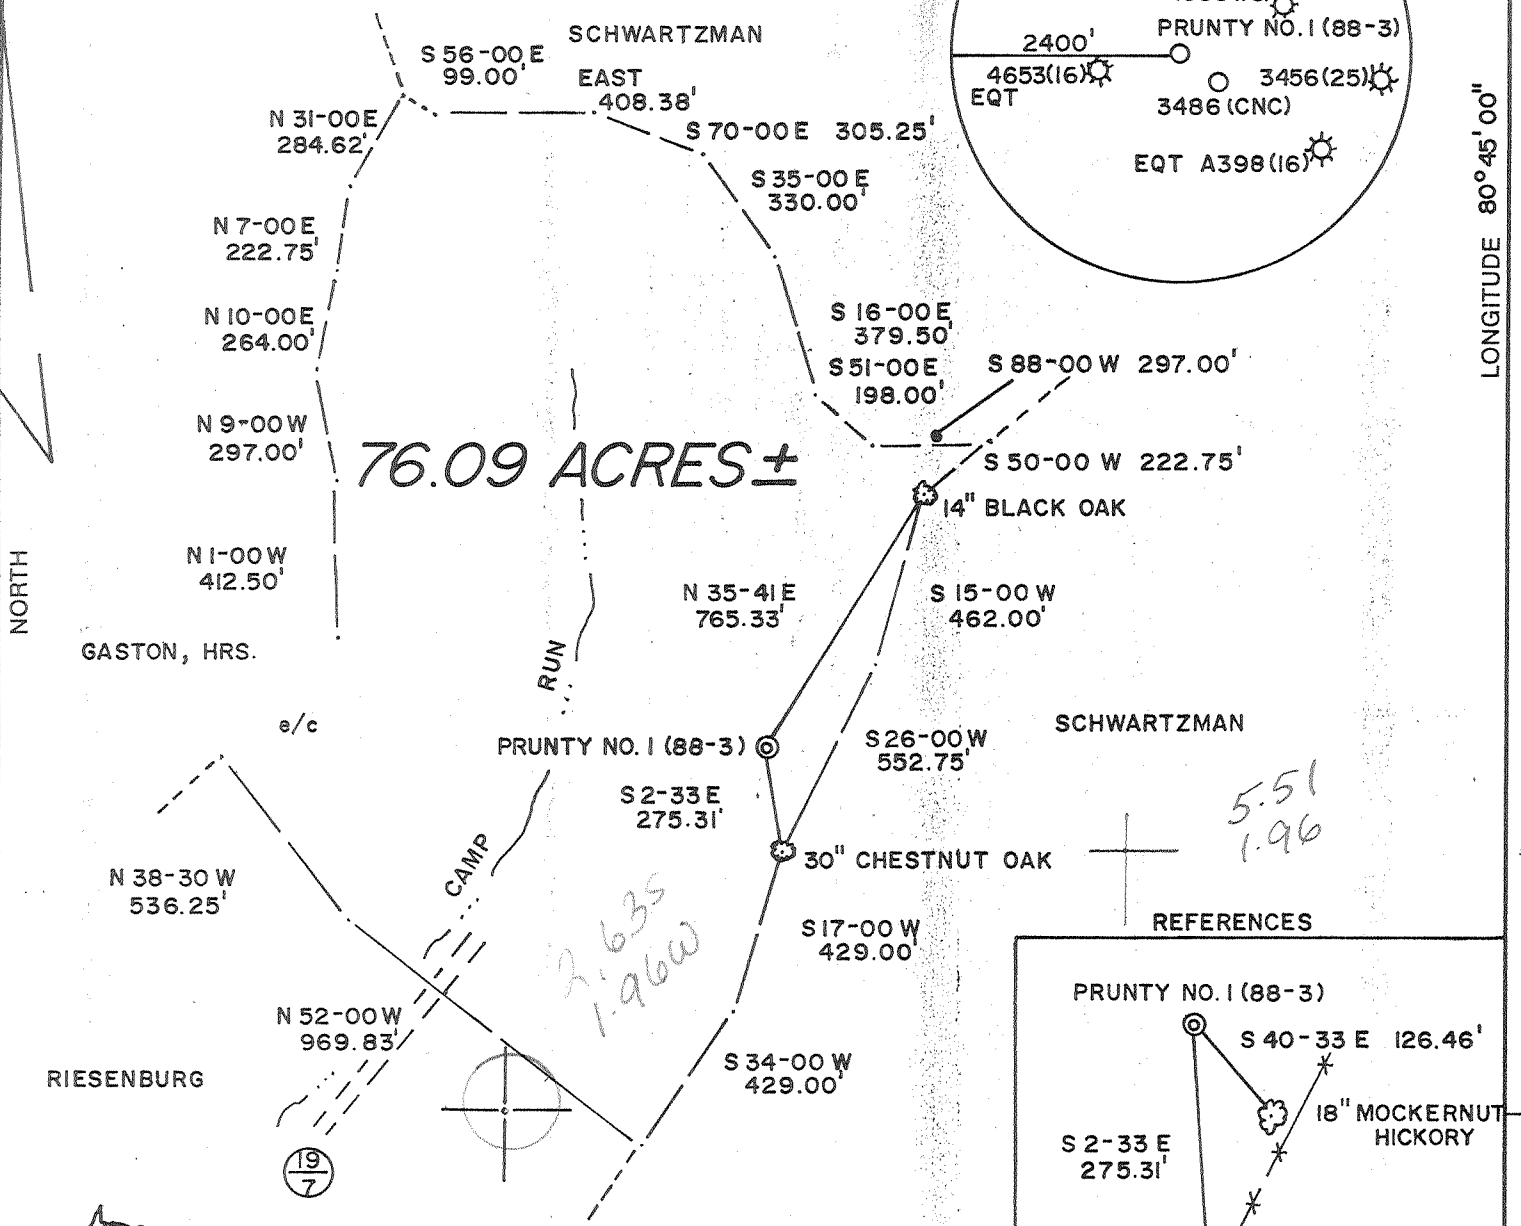 SCHWARTZMAN
S 56-00 E
99.00'
EAST
408.38'
N 31-00 E
284.62'
S 70-00 E 305.25'
S 35-00 E
330.00'
N 7-00 E
222.75'
N 10-00 E
264.00'
S 16-00 E
379.50'
S 51-00 E
198.00'
S 88-00 W 297.00'
N 9-00 W
297.00'
76.09 ACRES ±
S 50-00 W 222.75'
14" BLACK OAK
N 1-00 W
412.50'
N 35-41 E
765.33'
S 15-00 W
462.00'
NORTH
GASTON, HRS.
e/c
RUN
CAMP
PRUNTY NO. 1 (88-3)
S 26-00 W
552.75'
SCHWARTZMAN
S 2-33 E
275.31'
30" CHESTNUT OAK
5.51
1.96
N 38-30 W
536.25'
2.63S
1.96W
S 17-00 W
429.00'
N 52-00 W
969.83'
S 34-00 W
429.00'
RIESENBURG
19
7
PRUNTY NO. 1 (88-3)
2400'
4653(16)
EQT
3456(25)
3486 (CNC)
EQT A398(16)
LONGITUDE 80°45'00"
REFERENCES
PRUNTY NO. 1 (88-3)
S 40-33 E 126.46'
18" MOCKERNUT
HICKORY
S 2-33 E
275.31'